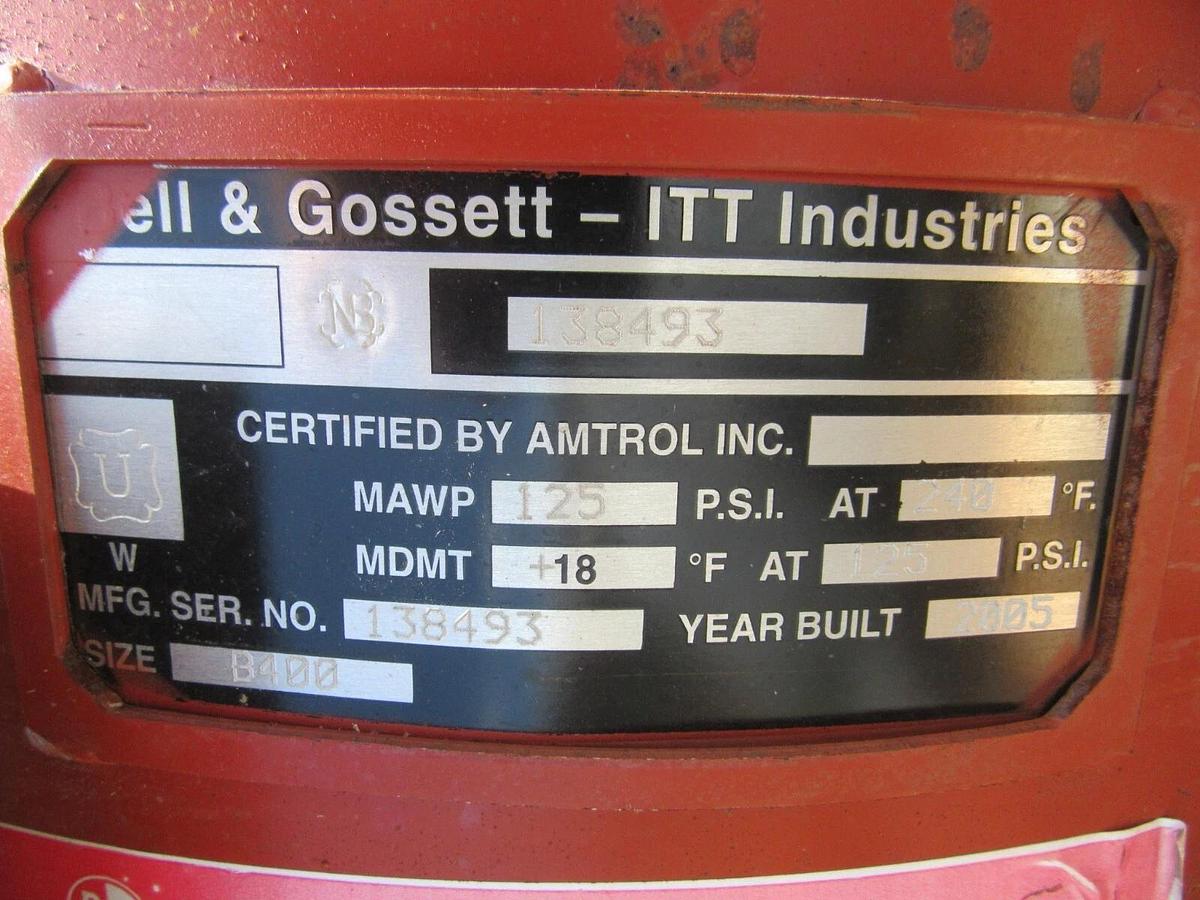 ell & Gossett – ITT Industries
NB 138493
U
CERTIFIED BY AMTROL INC.
MAWP 125 P.S.I. AT 240 °F.
W
MDMT +18 °F AT 125 P.S.I.
MFG. SER. NO. 138493 YEAR BUILT 2005
SIZE B400